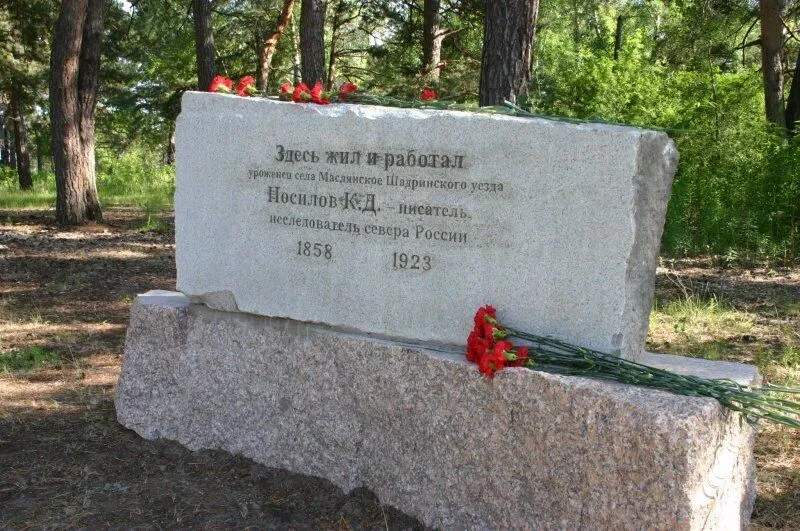 Здесь жил и работал
уроженец села Маслянское Шадринского уезда
Носилов К.Д. – писатель,
исследователь севера России
1858 1923